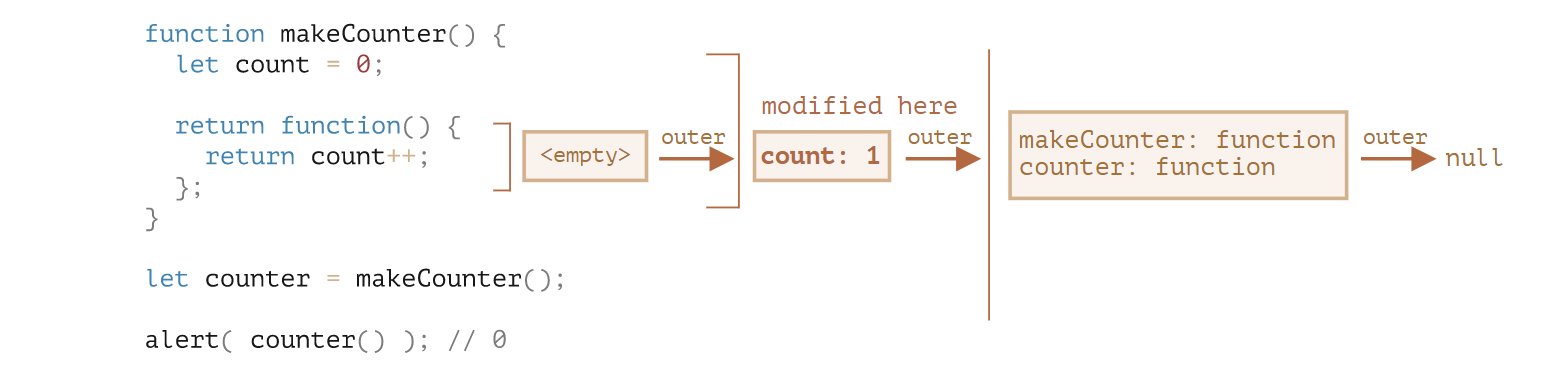 function makeCounter() {
let count = 0;
return function() {
return count++;
};
}
let counter = makeCounter();
alert( counter() ); // 0
<empty>
outer
modified here
count: 1
outer
makeCounter: function
counter: function
outer
null